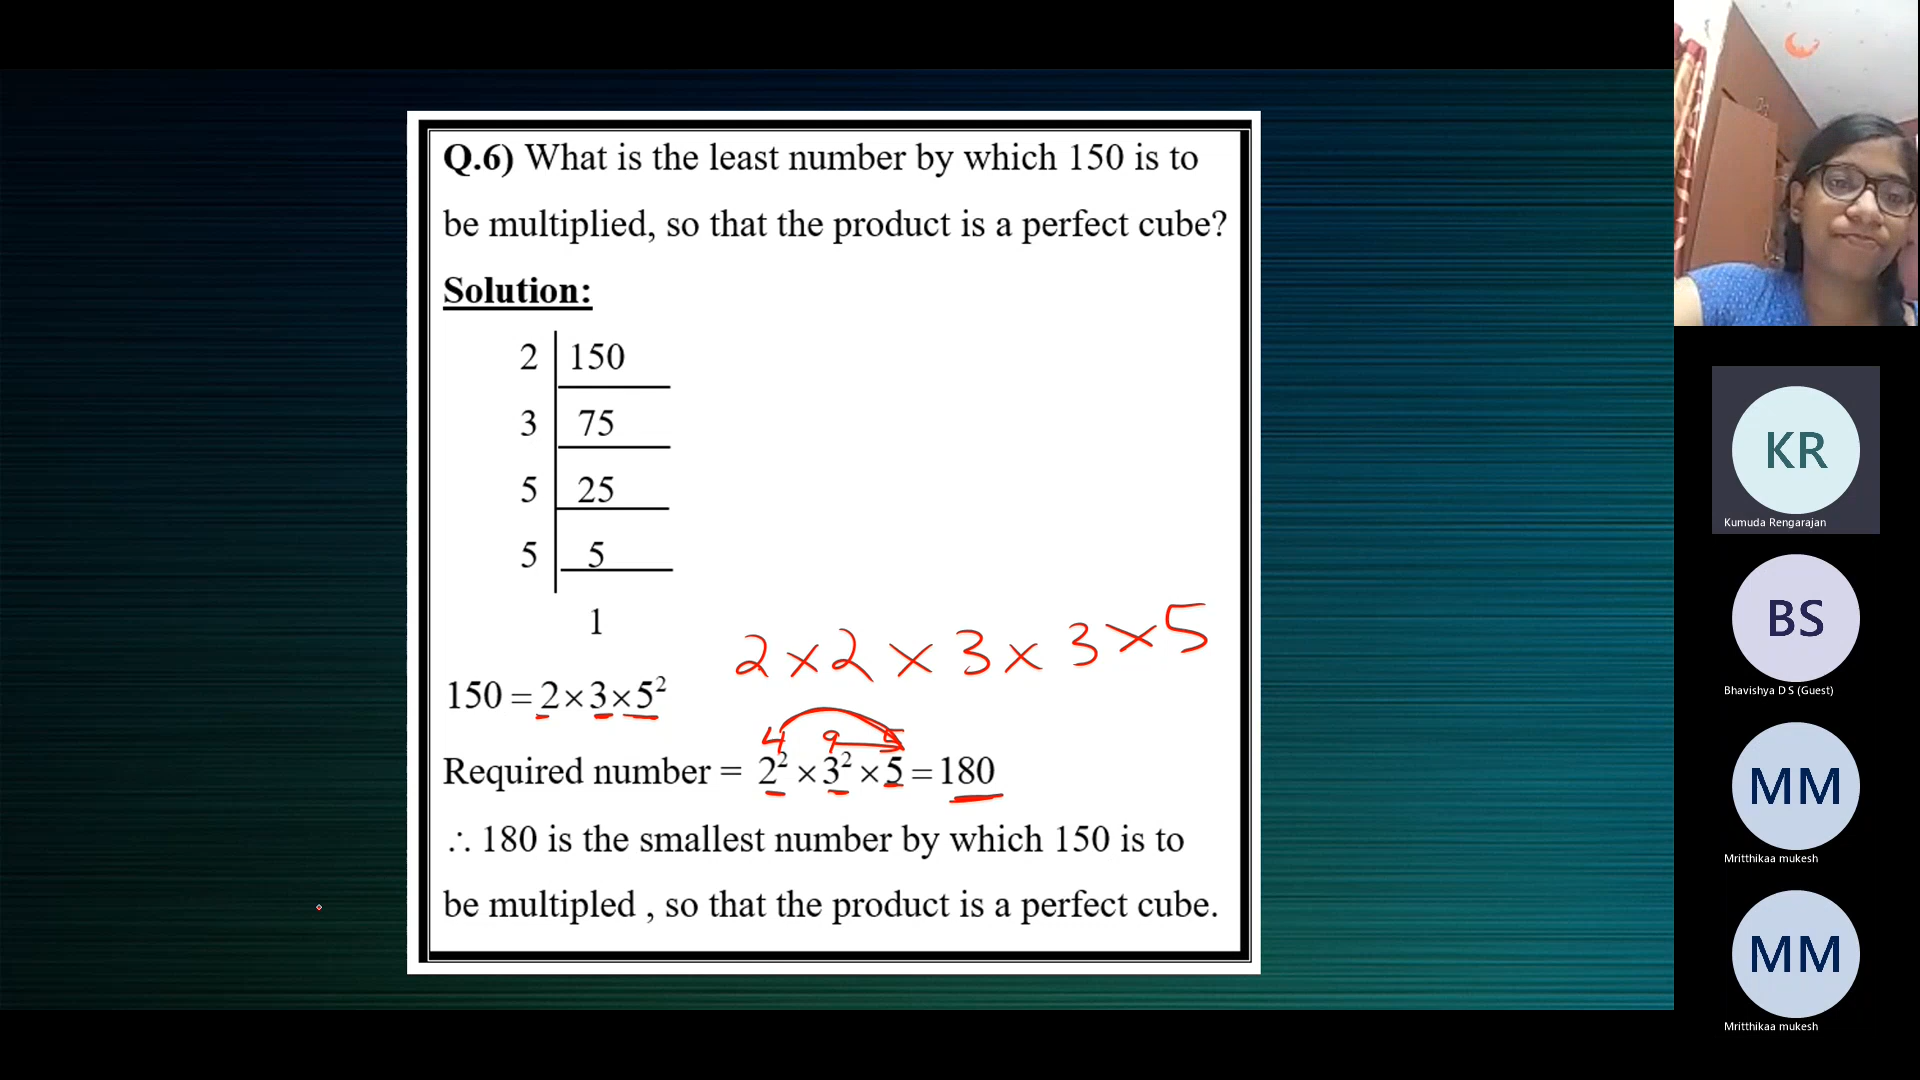 Q.6) What is the least number by which 150 is to
be multiplied, so that the product is a perfect cube?
Solution:
2 150
3 75
5 25
5 5
1
2 × 2 × 3 × 3 × 5
150 = 2 × 3 × 5²
4 9 5
Required number = 2² × 3² × 5 = 180
∴ 180 is the smallest number by which 150 is to
be multipled , so that the product is a perfect cube.
KR
Kumuda Rengarajan
BS
Bhavishya D S (Guest)
MM
Mritthikaa mukesh
MM
Mritthikaa mukesh